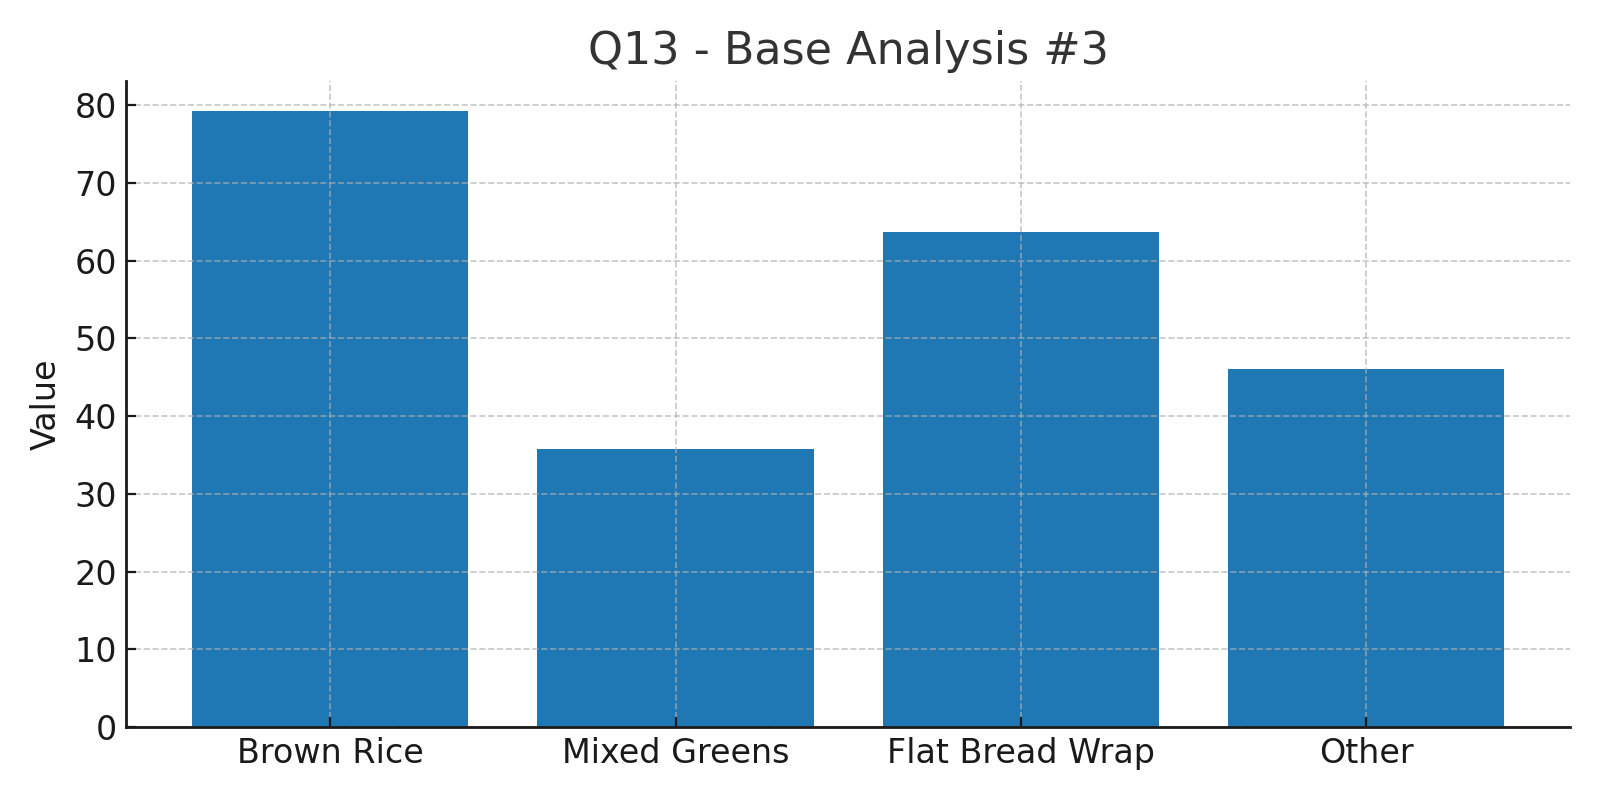 Q13 - Base Analysis #3
Value
80
70
60
50
40
30
20
10
0
Brown Rice
Mixed Greens
Flat Bread Wrap
Other